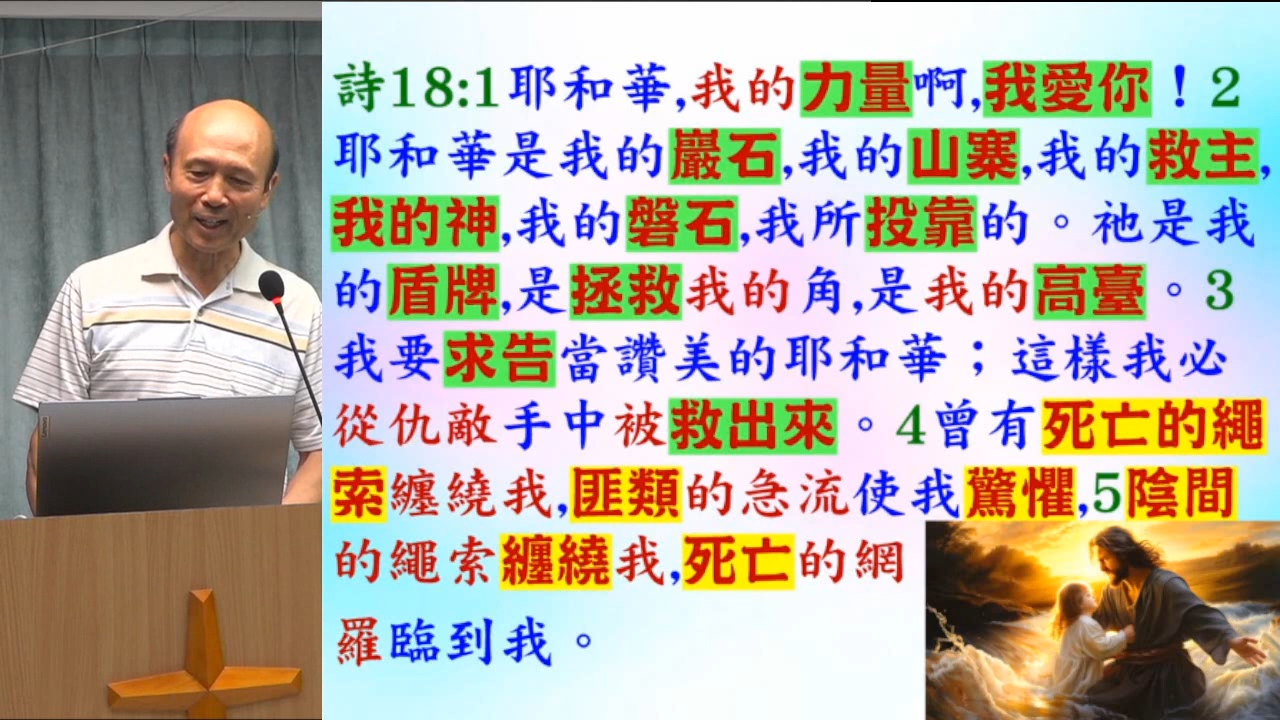 詩18:1耶和華,我的力量啊,我愛你！2
耶和華是我的巖石,我的山寨,我的救主,
我的神,我的磐石,我所投靠的。祂是我
的盾牌,是拯救我的角,是我的高臺。3
我要求告當讚美的耶和華；這樣我必
從仇敵手中被救出來。4曾有死亡的繩
索纏繞我,匪類的急流使我驚懼,5陰間
的繩索纏繞我,死亡的網
羅臨到我。